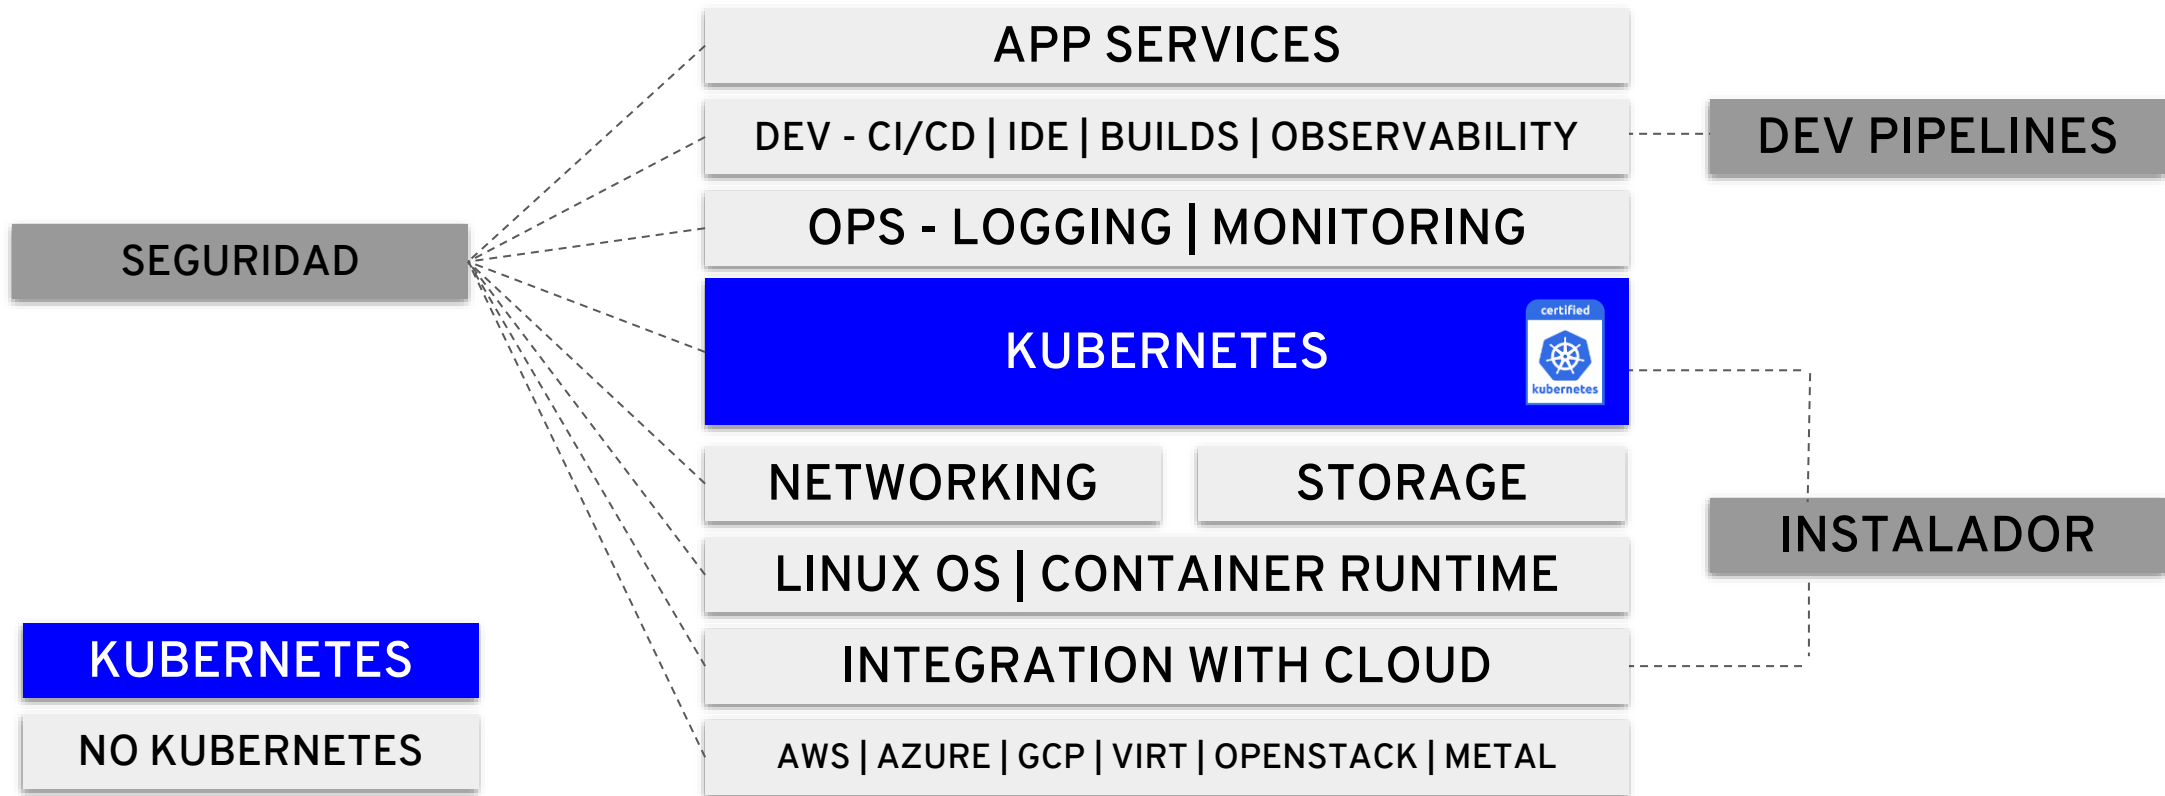 APP SERVICES
DEV - CI/CD | IDE | BUILDS | OBSERVABILITY
DEV PIPELINES
OPS - LOGGING | MONITORING
SEGURIDAD
KUBERNETES
certified
kubernetes
NETWORKING
STORAGE
INSTALADOR
LINUX OS | CONTAINER RUNTIME
INTEGRATION WITH CLOUD
AWS | AZURE | GCP | VIRT | OPENSTACK | METAL
KUBERNETES
NO KUBERNETES